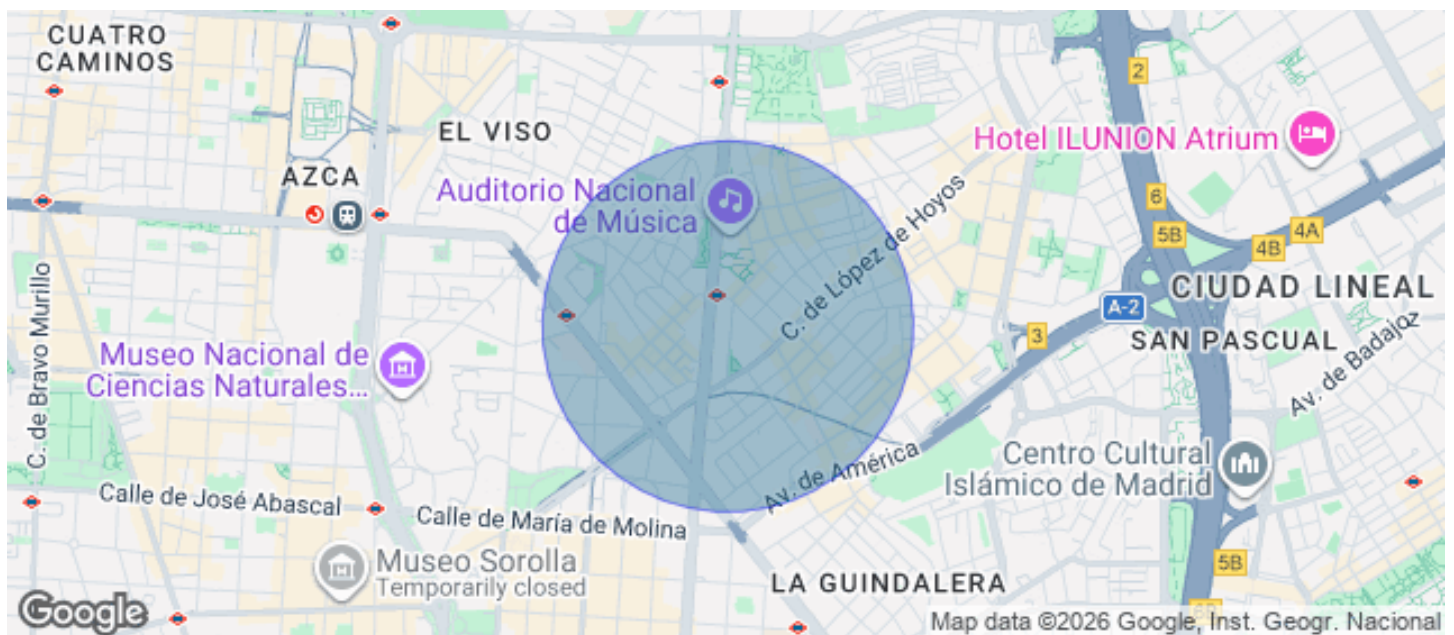 CUATRO
CAMINOS
EL VISO
AZCA
Auditorio Nacional
de Música
Hotel ILUNION Atrium
2
6
5B
4B
4A
C. de López de Hoyos
CIUDAD LINEAL
A-2
3
SAN PASCUAL
Av. de Badajoz
C. de Bravo Murillo
Museo Nacional de
Ciencias Naturales...
Av. de América
Centro Cultural
Islámico de Madrid
Calle de José Abascal
Calle de María de Molina
Museo Sorolla
Temporarily closed
LA GUINDALERA
5B
Google
Map data ©2026 Google, Inst. Geogr. Nacional